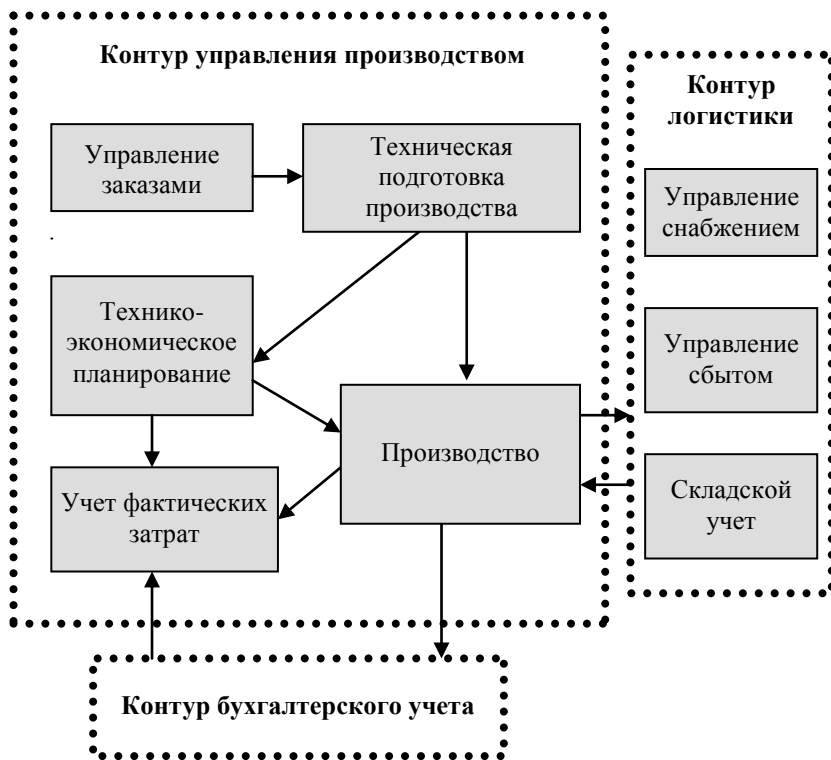 Контур управления производством
Контур
логистики
Управление
заказами
Техническая
подготовка
производства
Управление
снабжением
Технико-
экономическое
планирование
Управление
сбытом
Производство
Учет фактических
затрат
Складской
учет
Контур бухгалтерского учета